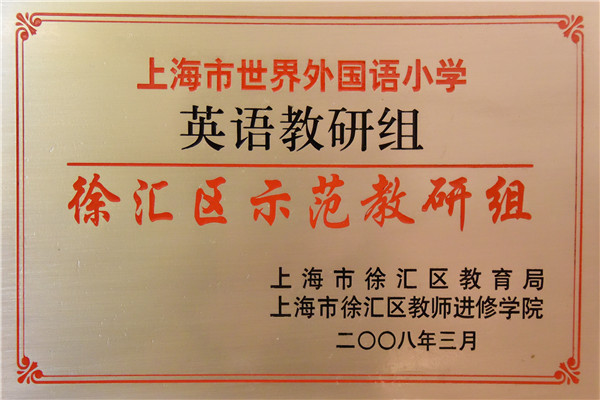 上海市世界外国语小学
英语教研组
徐汇区示范教研组
上海市徐汇区教育局
上海市徐汇区教师进修学院
二〇〇八年三月